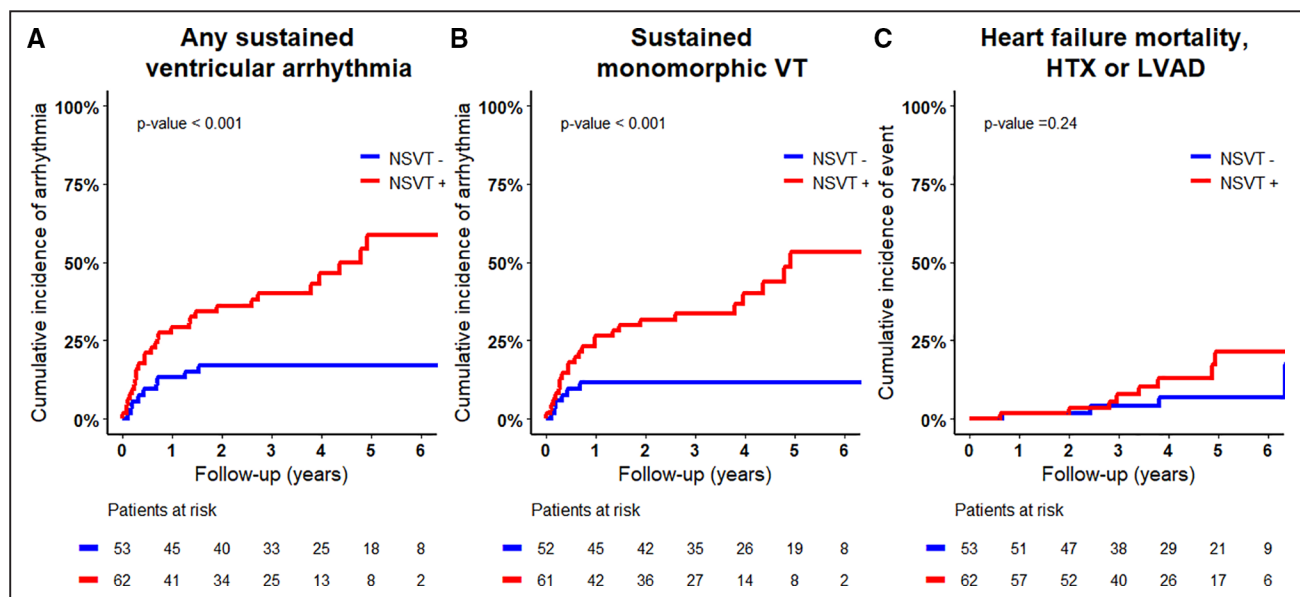 A
Any sustained
ventricular arrhythmia
Cumulative incidence of arrhythmia
100%
75%
50%
25%
0%
p-value < 0.001
NSVT -
NSVT +
0 1 2 3 4 5 6
Follow-up (years)
Patients at risk
53 45 40 33 25 18 8
62 41 34 25 13 8 2
B
Sustained
monomorphic VT
Cumulative incidence of arrhythmia
100%
75%
50%
25%
0%
p-value < 0.001
NSVT -
NSVT +
0 1 2 3 4 5 6
Follow-up (years)
Patients at risk
52 45 42 35 26 19 8
61 42 36 27 14 8 2
C
Heart failure mortality,
HTX or LVAD
Cumulative incidence of event
100%
75%
50%
25%
0%
p-value =0.24
NSVT -
NSVT +
0 1 2 3 4 5 6
Follow-up (years)
Patients at risk
53 51 47 38 29 21 9
62 57 52 40 26 17 6